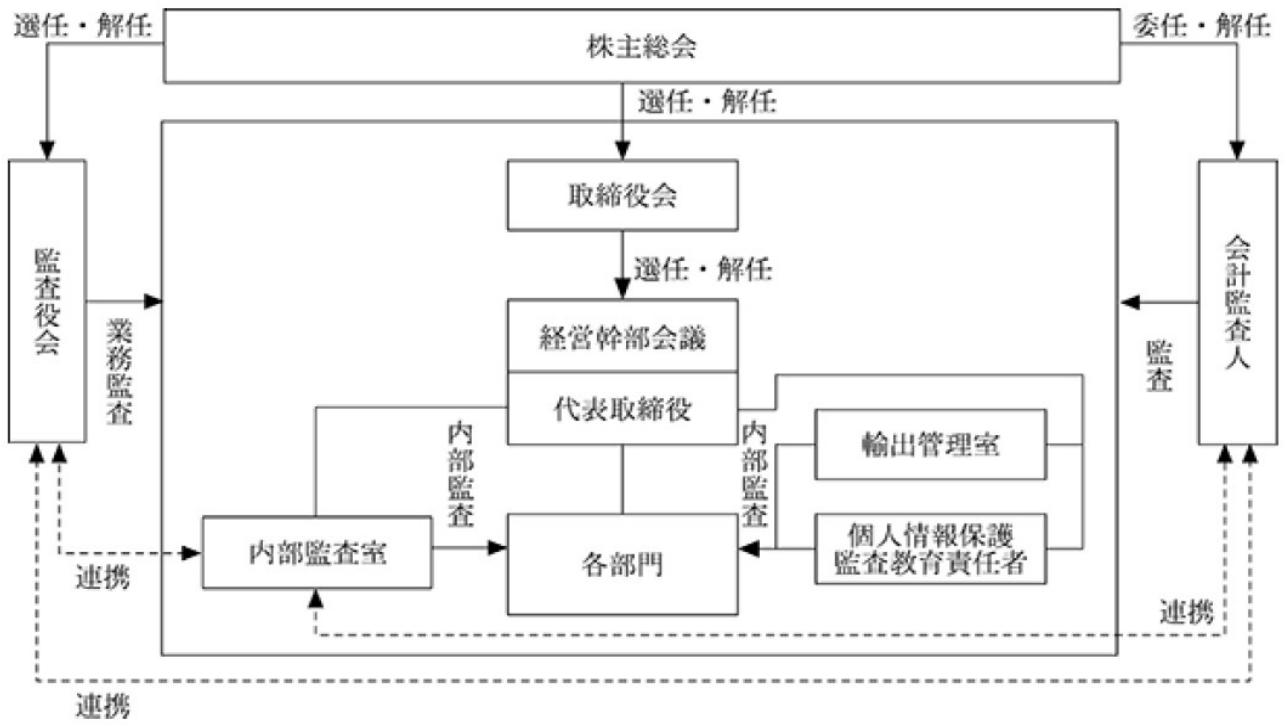 選任・解任
株主総会
委任・解任
選任・解任
取締役会
選任・解任
監査役会
業務監査
経営幹部会議
代表取締役
会計監査人
監査
内部監査
内部監査
輸出管理室
内部監査室
各部門
個人情報保護
監査教育責任者
連携
連携
連携